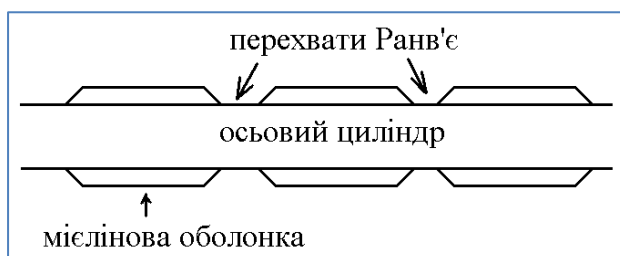 перехвати Ранв'є
осьовий циліндр
мієлінова оболонка